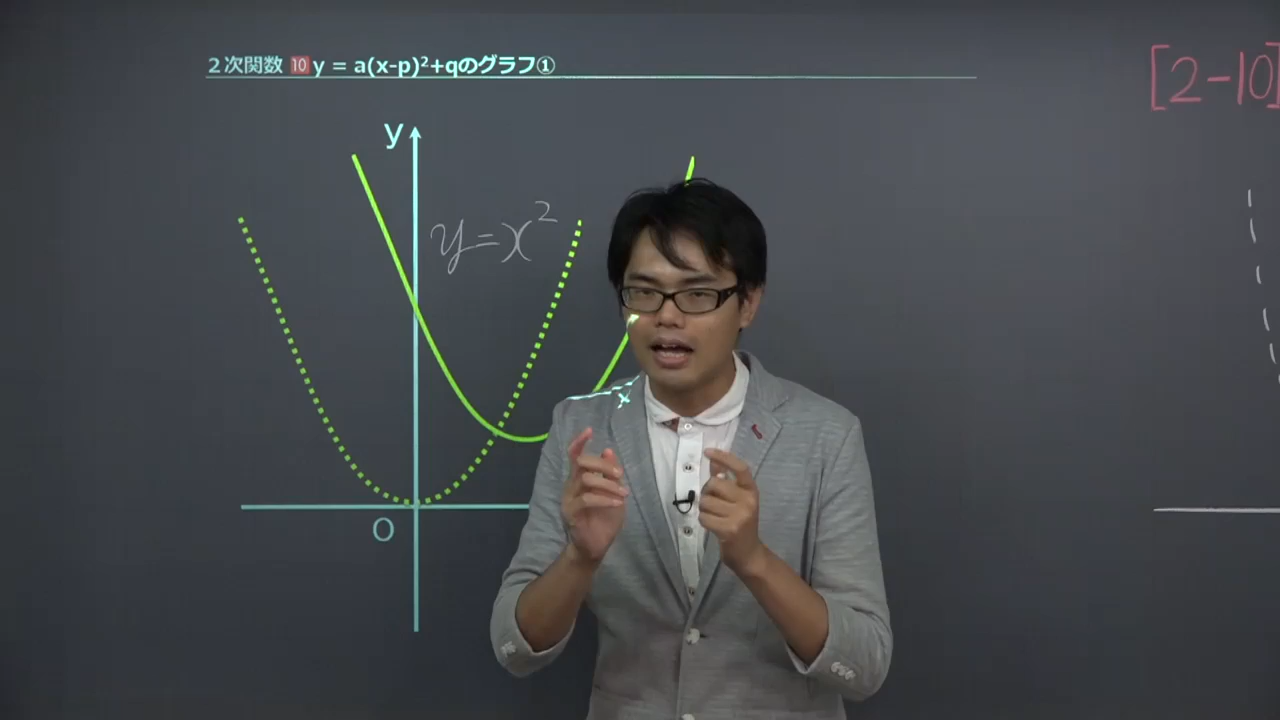 2次関数 10 y = a(x-p)²+qのグラフ①
[2-10]
y
y=x²
x
O